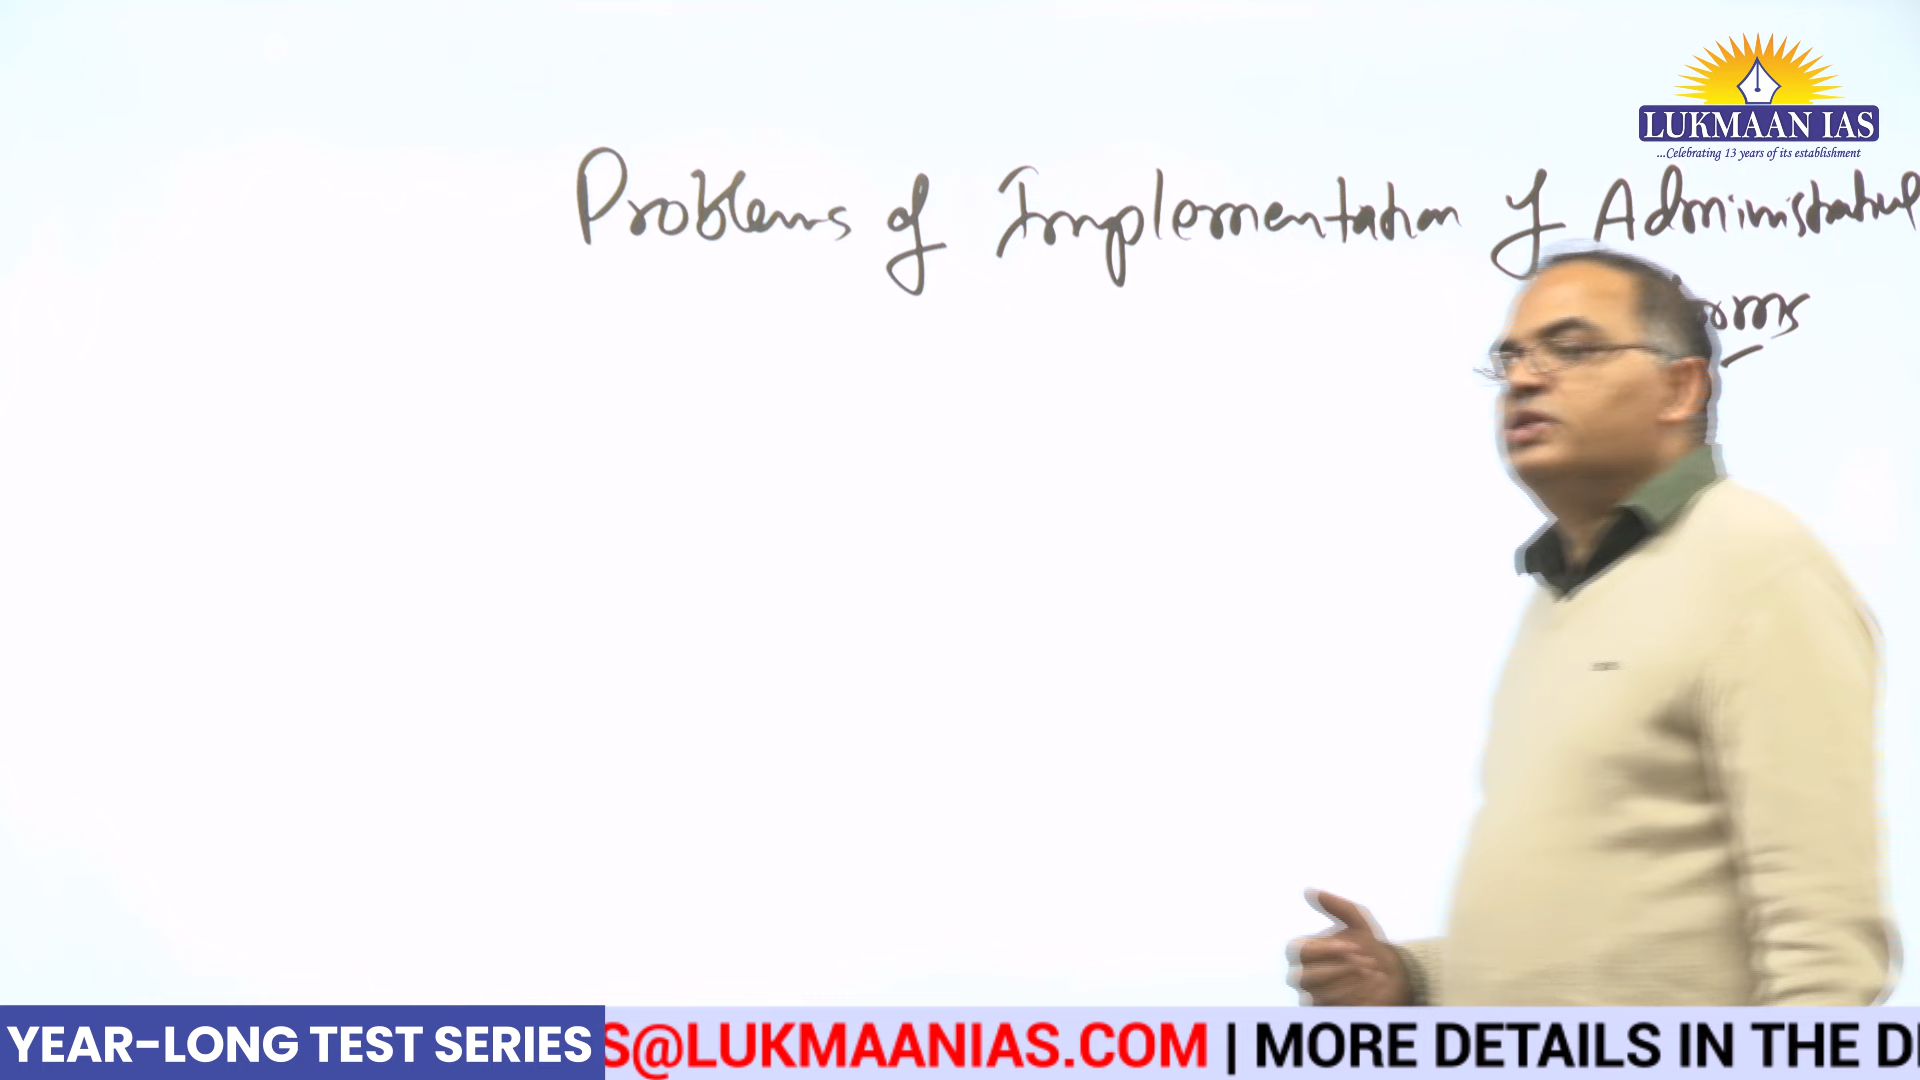 LUKMAAN IAS
...Celebrating 13 years of its establishment
Problems of Implementation of Administrative
YEAR-LONG TEST SERIES
S@LUKMAANIAS.COM | MORE DETAILS IN THE